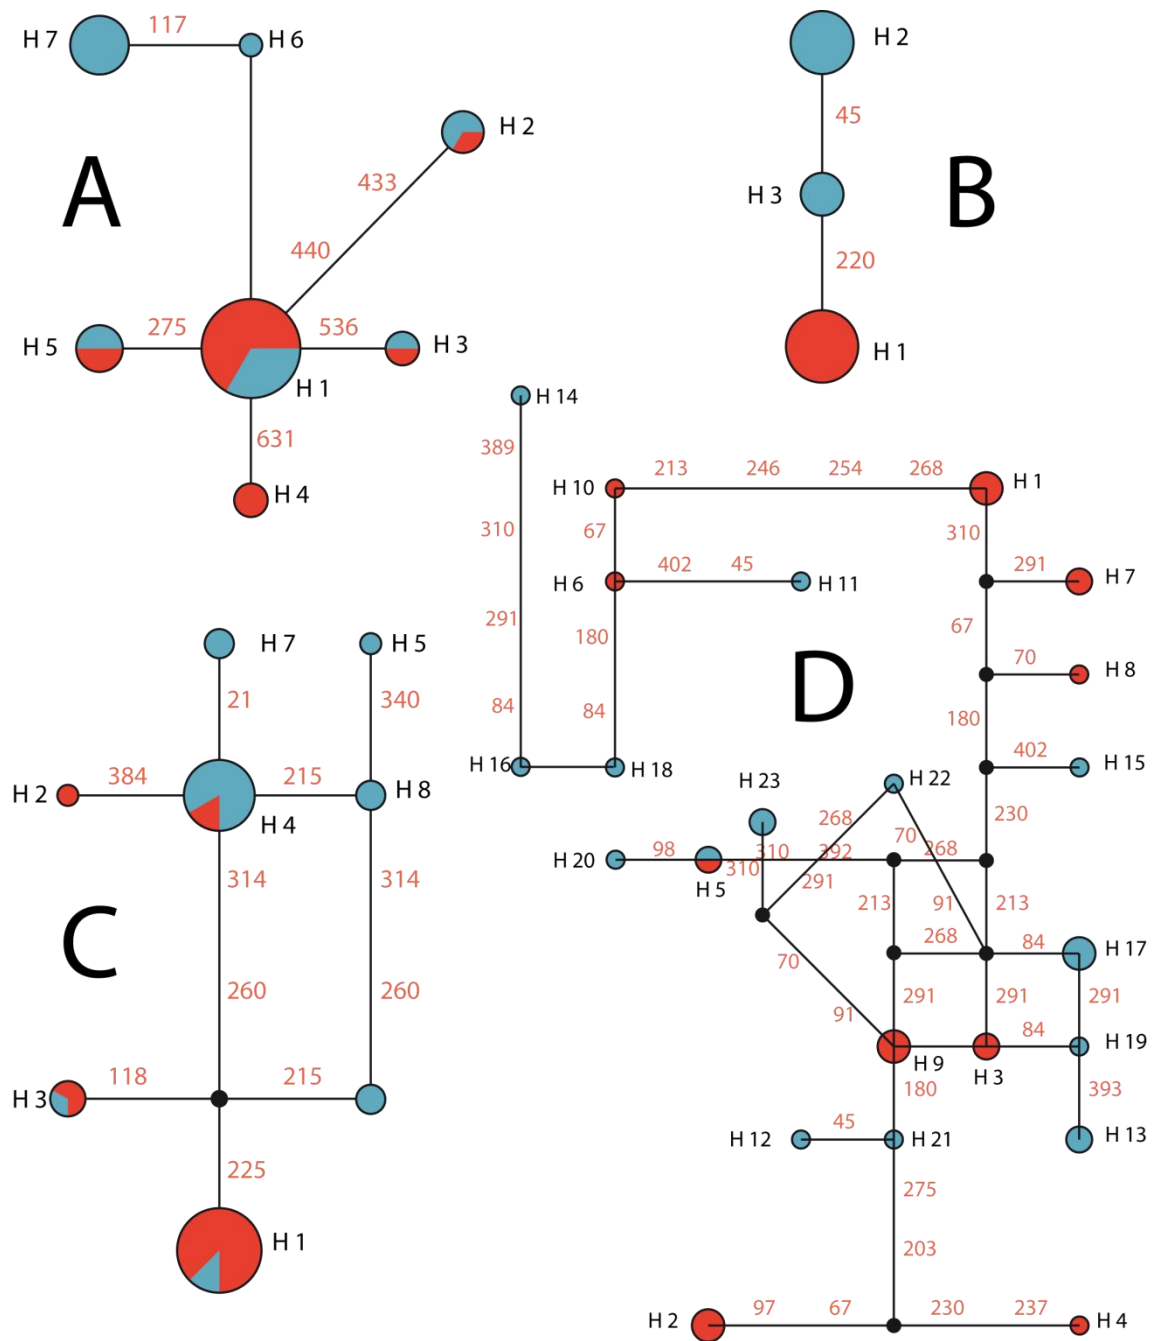 H 7 117 H 6
H 2
433
A
440
H 5 275 536 H 3
H 1
631
H 4
H 2
45
B
H 3
220
H 1
H 7 H 5
21 340
H 2 384 215 H 8
H 4
314 314
C
260 260
H 3 118 215
225
H 1
H 14
389
310
291
84
H 16 H 18
H 10 213 246 254 268 H 1
67 310
H 6 402 45 H 11 291 H 7
180 67
84 70 H 8
D
180
402 H 15
H 23 H 22
268 230
70
H 20 98 310 392 268
310
H 5 291
213 91 213
268 84 H 17
70
291 291 291
91 84 H 19
H 9 H 3
180 393
H 12 45 H 21 H 13
275
203
H 2 97 67 230 237 H 4